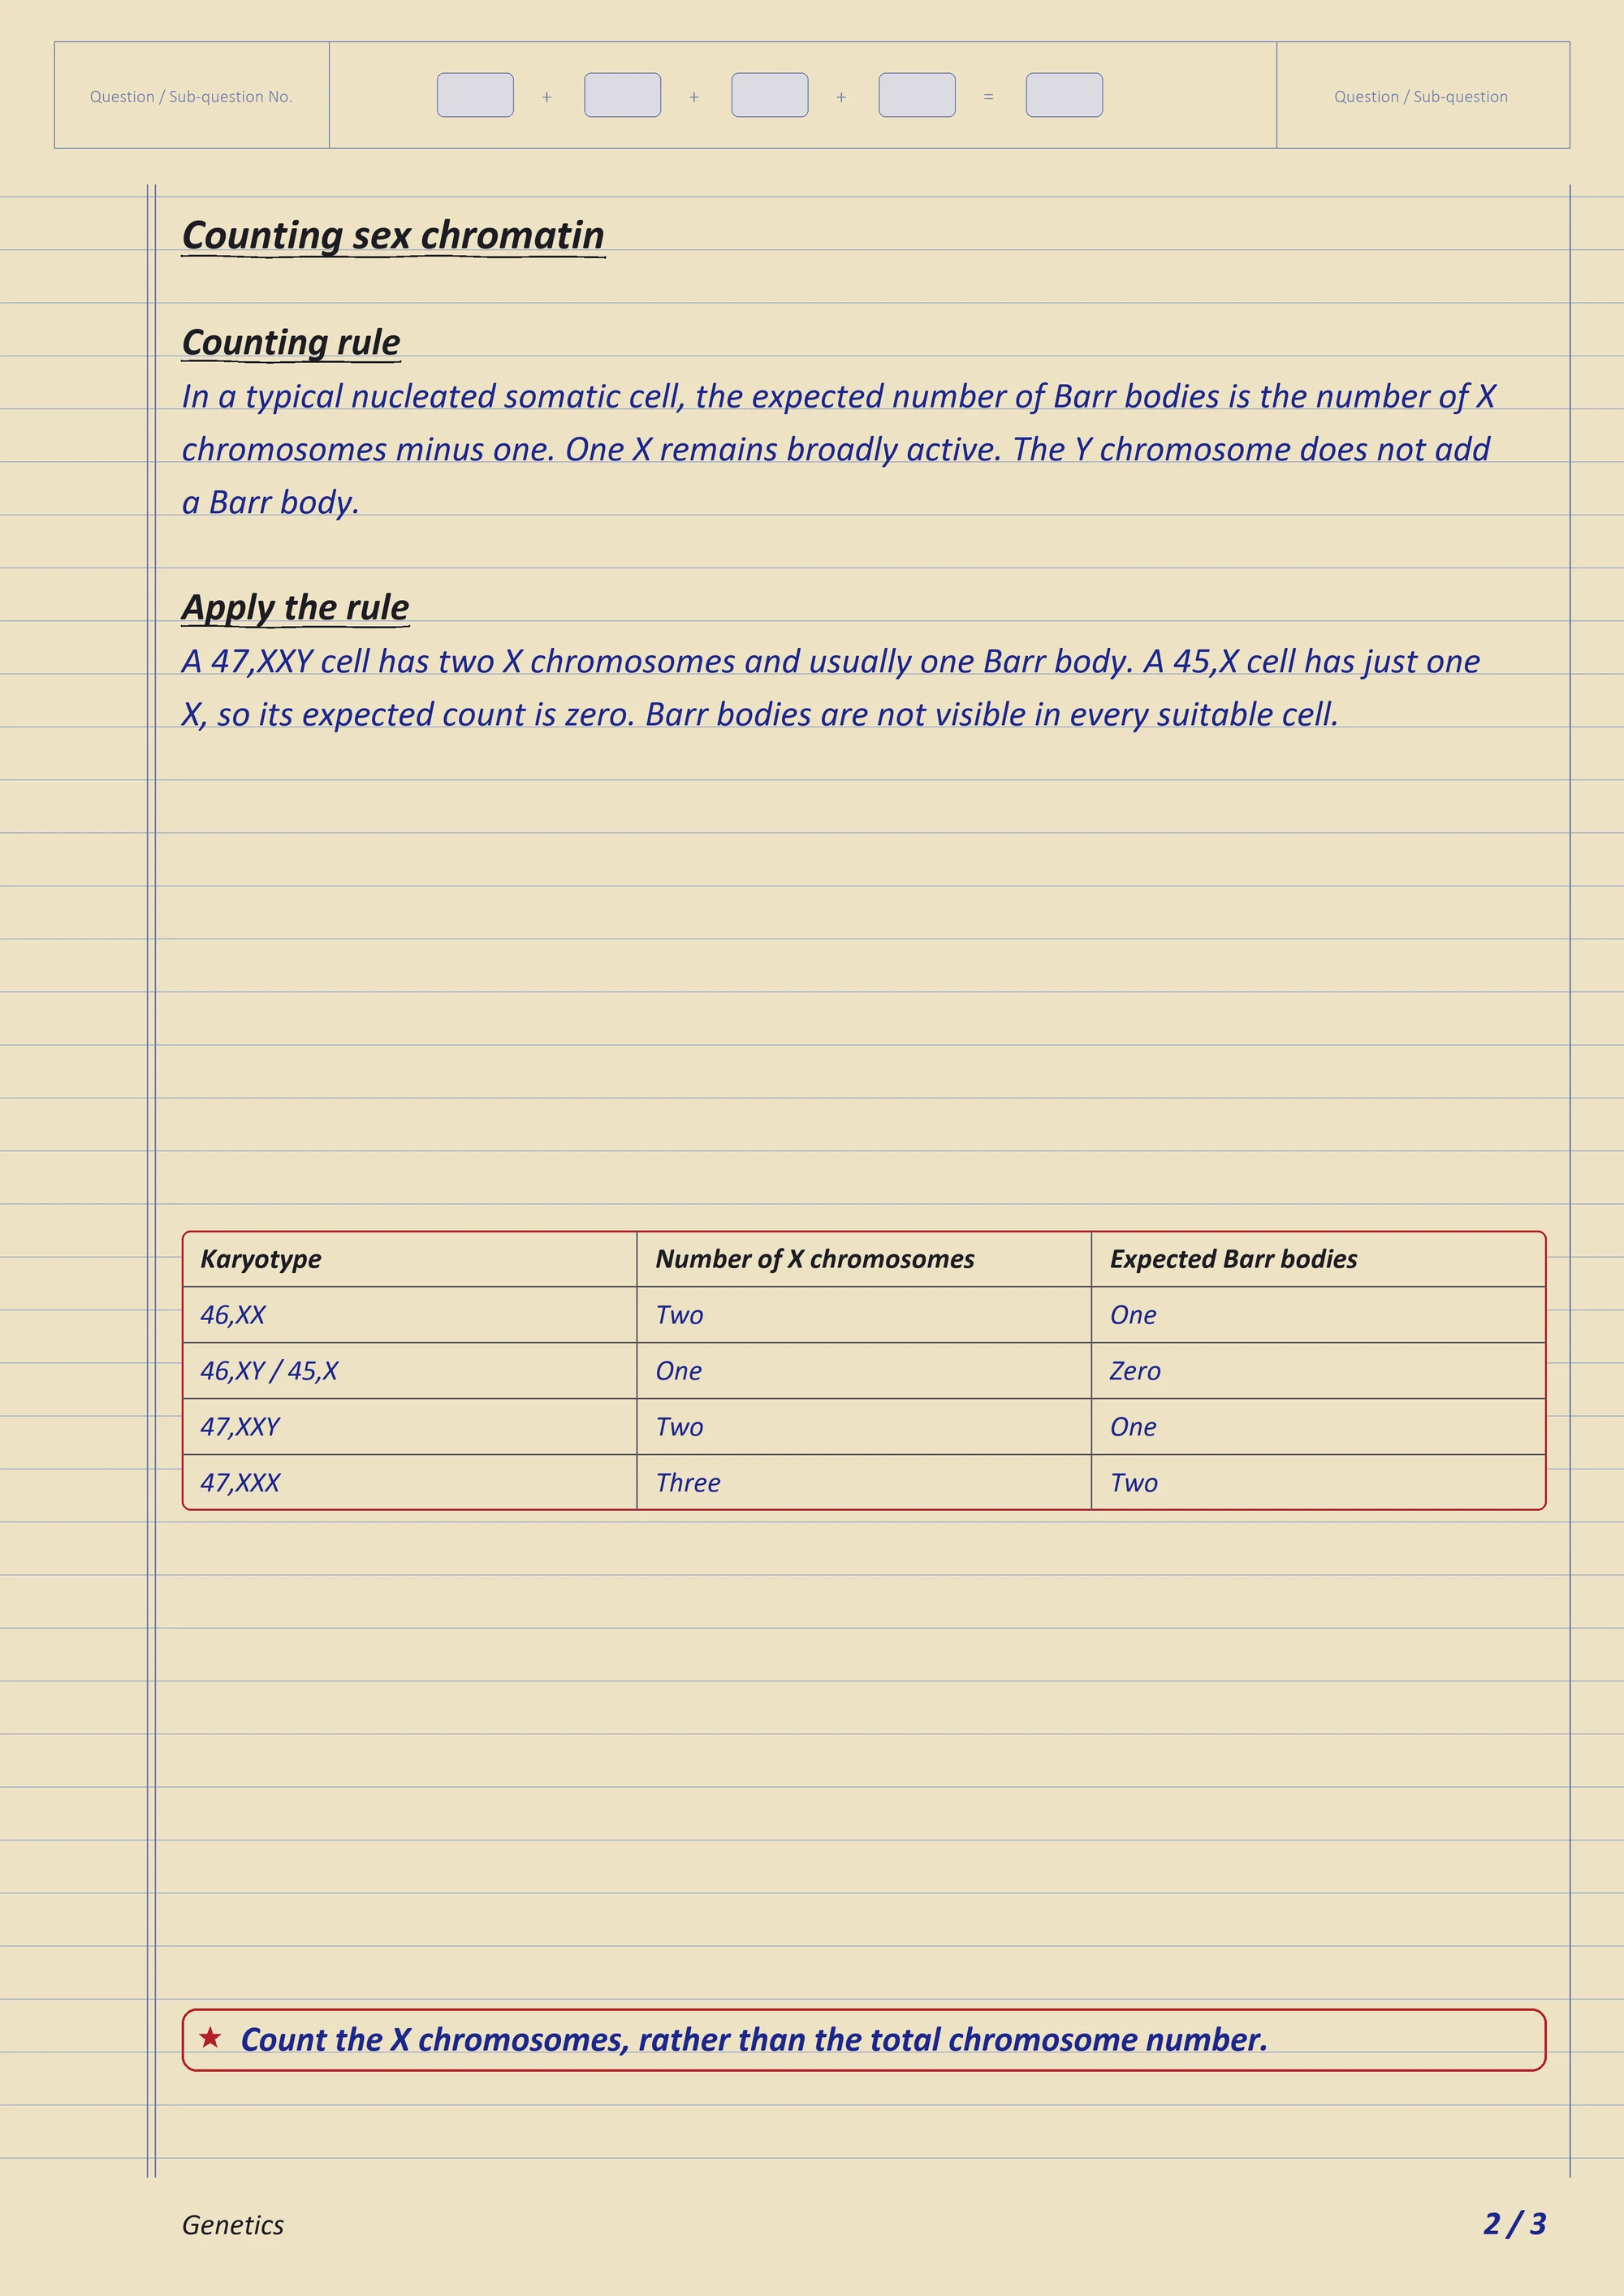 Question / Sub-question No.
+ + + =
Question / Sub-question
Counting sex chromatin
Counting rule
In a typical nucleated somatic cell, the expected number of Barr bodies is the number of X
chromosomes minus one. One X remains broadly active. The Y chromosome does not add
a Barr body.
Apply the rule
A 47,XXY cell has two X chromosomes and usually one Barr body. A 45,X cell has just one
X, so its expected count is zero. Barr bodies are not visible in every suitable cell.
Karyotype Number of X chromosomes Expected Barr bodies
46,XX Two One
46,XY / 45,X One Zero
47,XXY Two One
47,XXX Three Two
★ Count the X chromosomes, rather than the total chromosome number.
Genetics 2 / 3